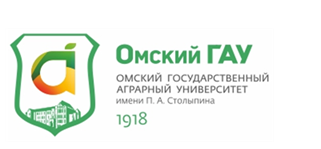 Омский ГАУ
ОМСКИЙ ГОСУДАРСТВЕННЫЙ
АГРАРНЫЙ УНИВЕРСИТЕТ
имени П. А. Столыпина
1918